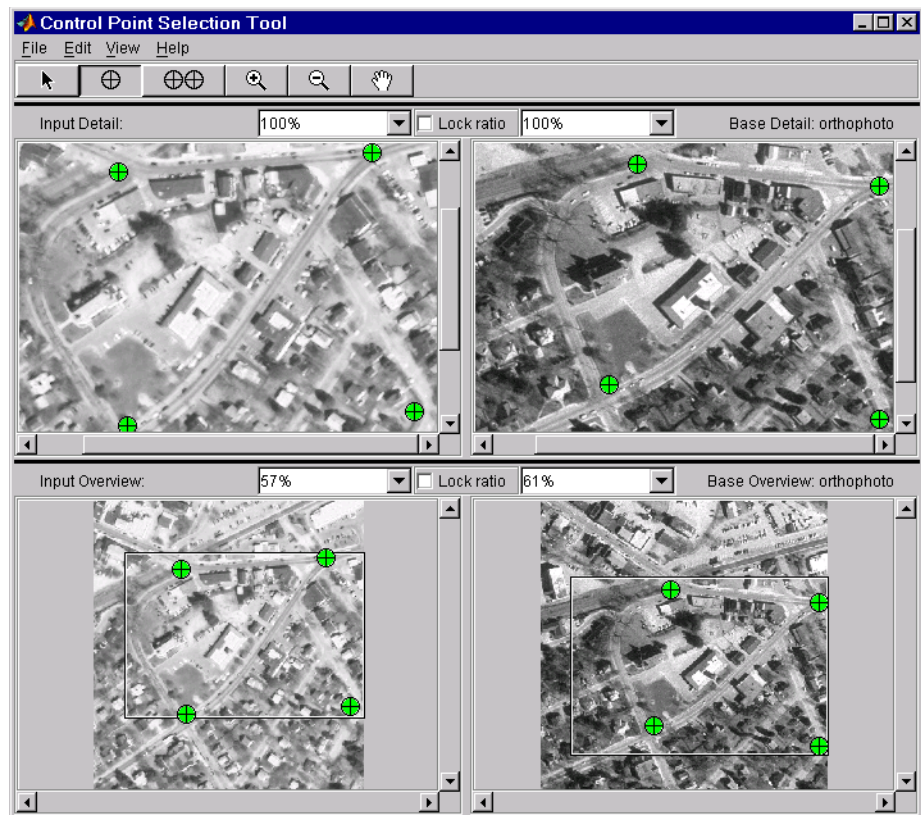 Control Point Selection Tool
File Edit View Help
Input Detail: 100% Lock ratio 100% Base Detail: orthophoto
Input Overview: 57% Lock ratio 61% Base Overview: orthophoto